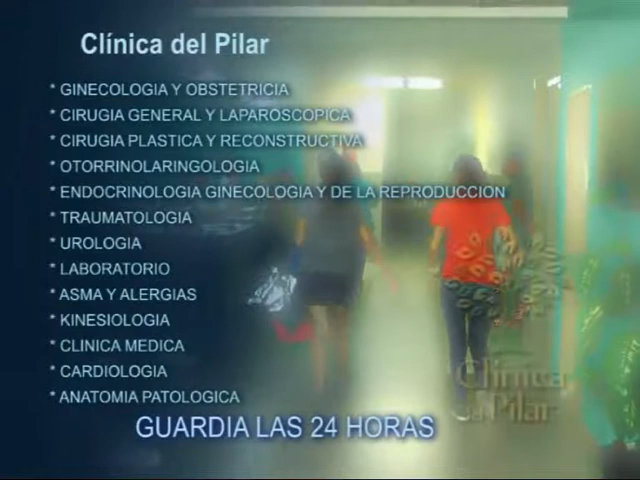 Clínica del Pilar
* GINECOLOGIA Y OBSTETRICIA
* CIRUGIA GENERAL Y LAPAROSCOPICA
* CIRUGIA PLASTICA Y RECONSTRUCTIVA
* OTORRINOLARINGOLOGIA
* ENDOCRINOLOGIA GINECOLOGIA Y DE LA REPRODUCCION
* TRAUMATOLOGIA
* UROLOGIA
* LABORATORIO
* ASMA Y ALERGIAS
* KINESIOLOGIA
* CLINICA MEDICA
* CARDIOLOGIA
* ANATOMIA PATOLOGICA
GUARDIA LAS 24 HORAS
Clínica
del Pilar